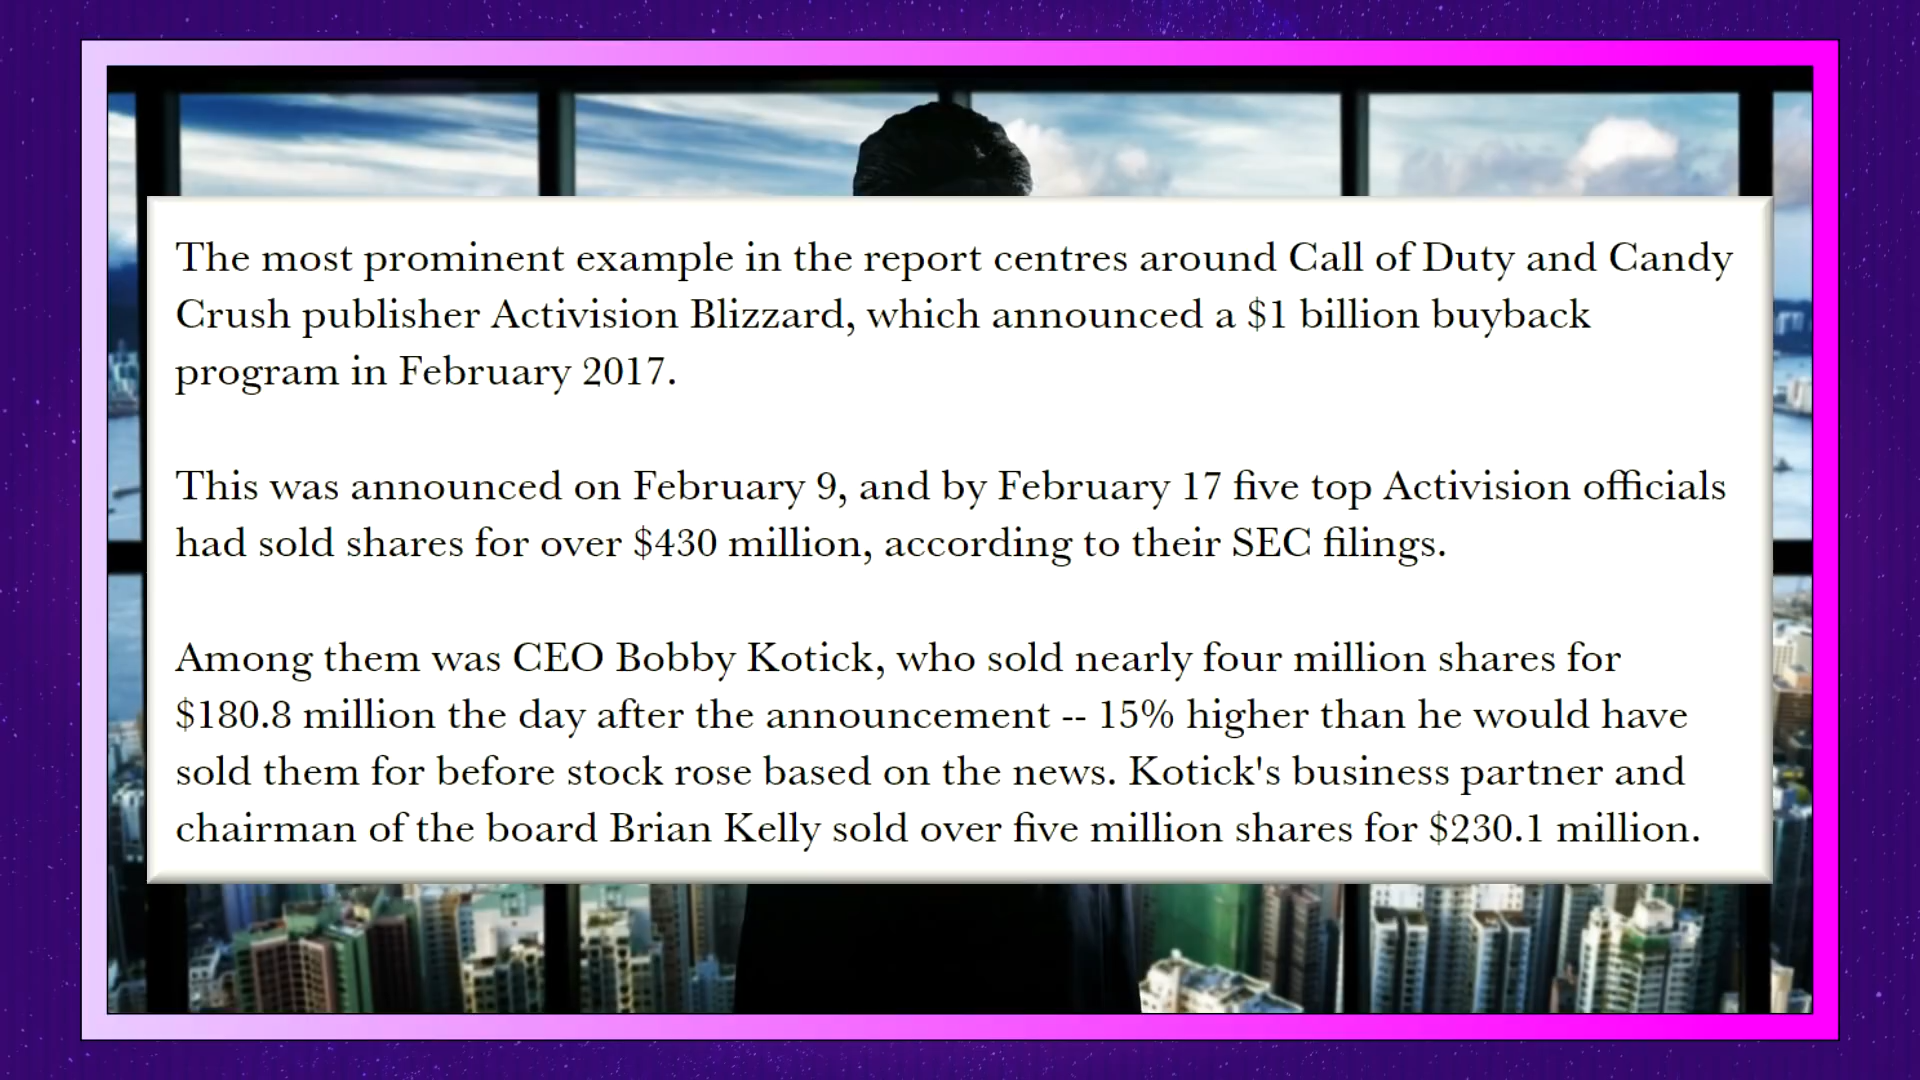 The most prominent example in the report centres around Call of Duty and Candy
Crush publisher Activision Blizzard, which announced a $1 billion buyback
program in February 2017.
This was announced on February 9, and by February 17 five top Activision officials
had sold shares for over $430 million, according to their SEC filings.
Among them was CEO Bobby Kotick, who sold nearly four million shares for
$180.8 million the day after the announcement -- 15% higher than he would have
sold them for before stock rose based on the news. Kotick's business partner and
chairman of the board Brian Kelly sold over five million shares for $230.1 million.